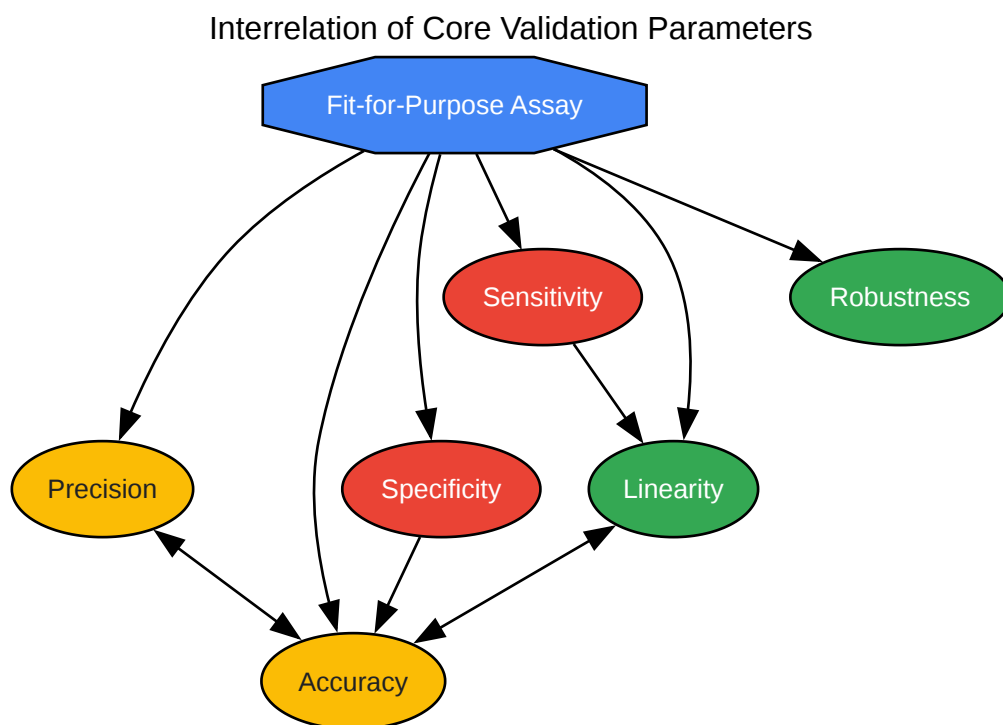 Interrelation of Core Validation Parameters
Fit-for-Purpose Assay
Sensitivity
Robustness
Precision
Specificity
Linearity
Accuracy